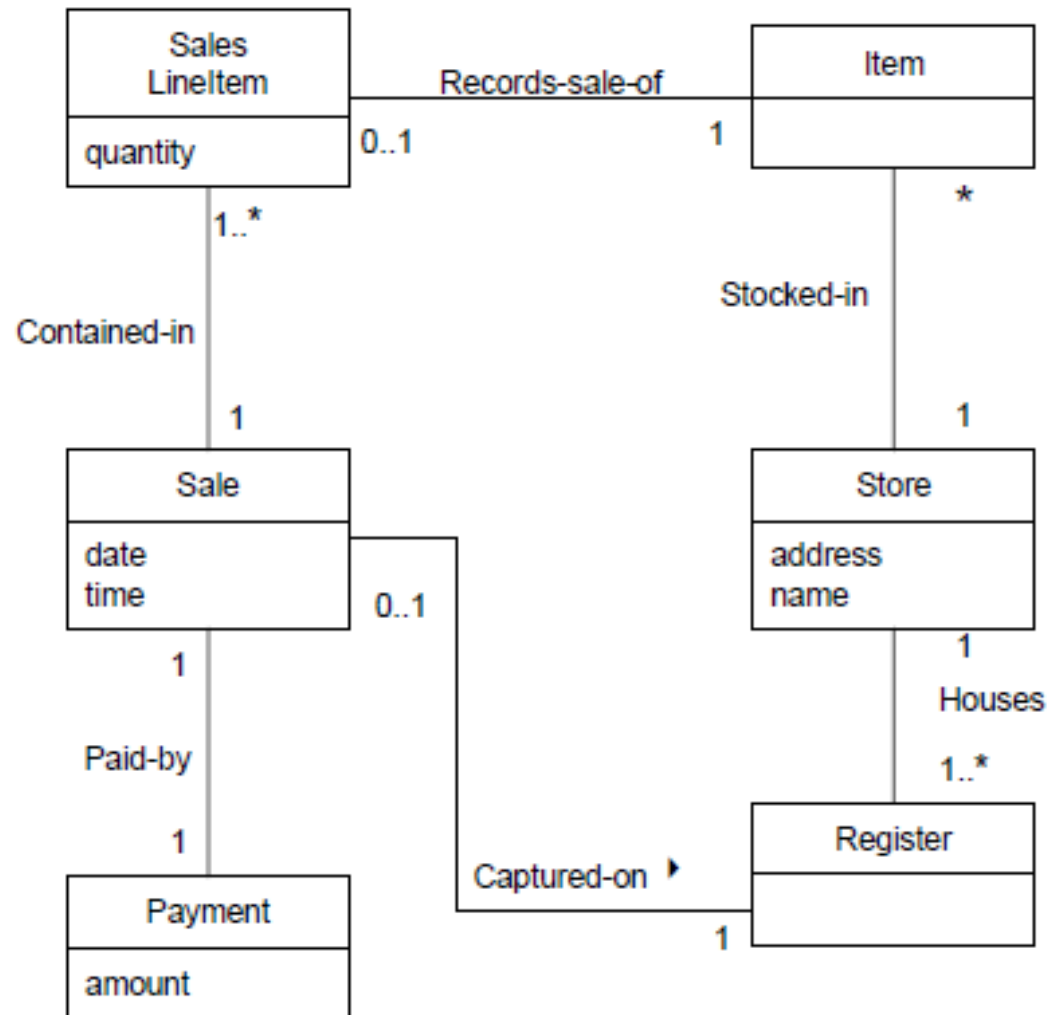 Sales
LineItem
quantity
Records-sale-of
0..1
1
Item
1..*
*
Contained-in
Stocked-in
1
1
Sale
date
time
0..1
Store
address
name
1
1
Paid-by
Houses
1
1..*
Captured-on
1
Register
Payment
amount